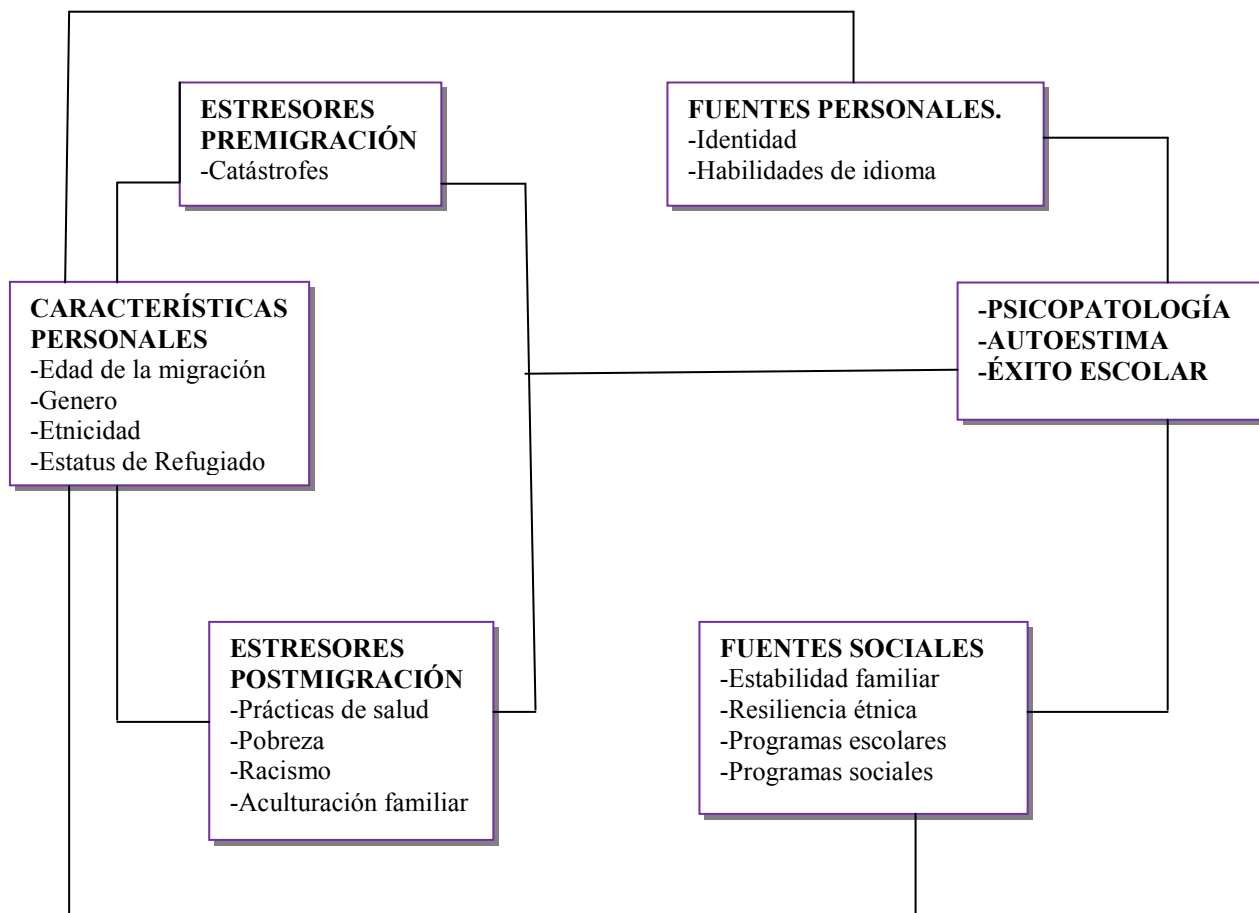 ESTRESORES
PREMIGRACIÓN
-Catástrofes
FUENTES PERSONALES.
-Identidad
-Habilidades de idioma
CARACTERÍSTICAS
PERSONALES
-Edad de la migración
-Genero
-Etnicidad
-Estatus de Refugiado
-PSICOPATOLOGÍA
-AUTOESTIMA
-ÉXITO ESCOLAR
ESTRESORES
POSTMIGRACIÓN
-Prácticas de salud
-Pobreza
-Racismo
-Aculturación familiar
FUENTES SOCIALES
-Estabilidad familiar
-Resiliencia étnica
-Programas escolares
-Programas sociales